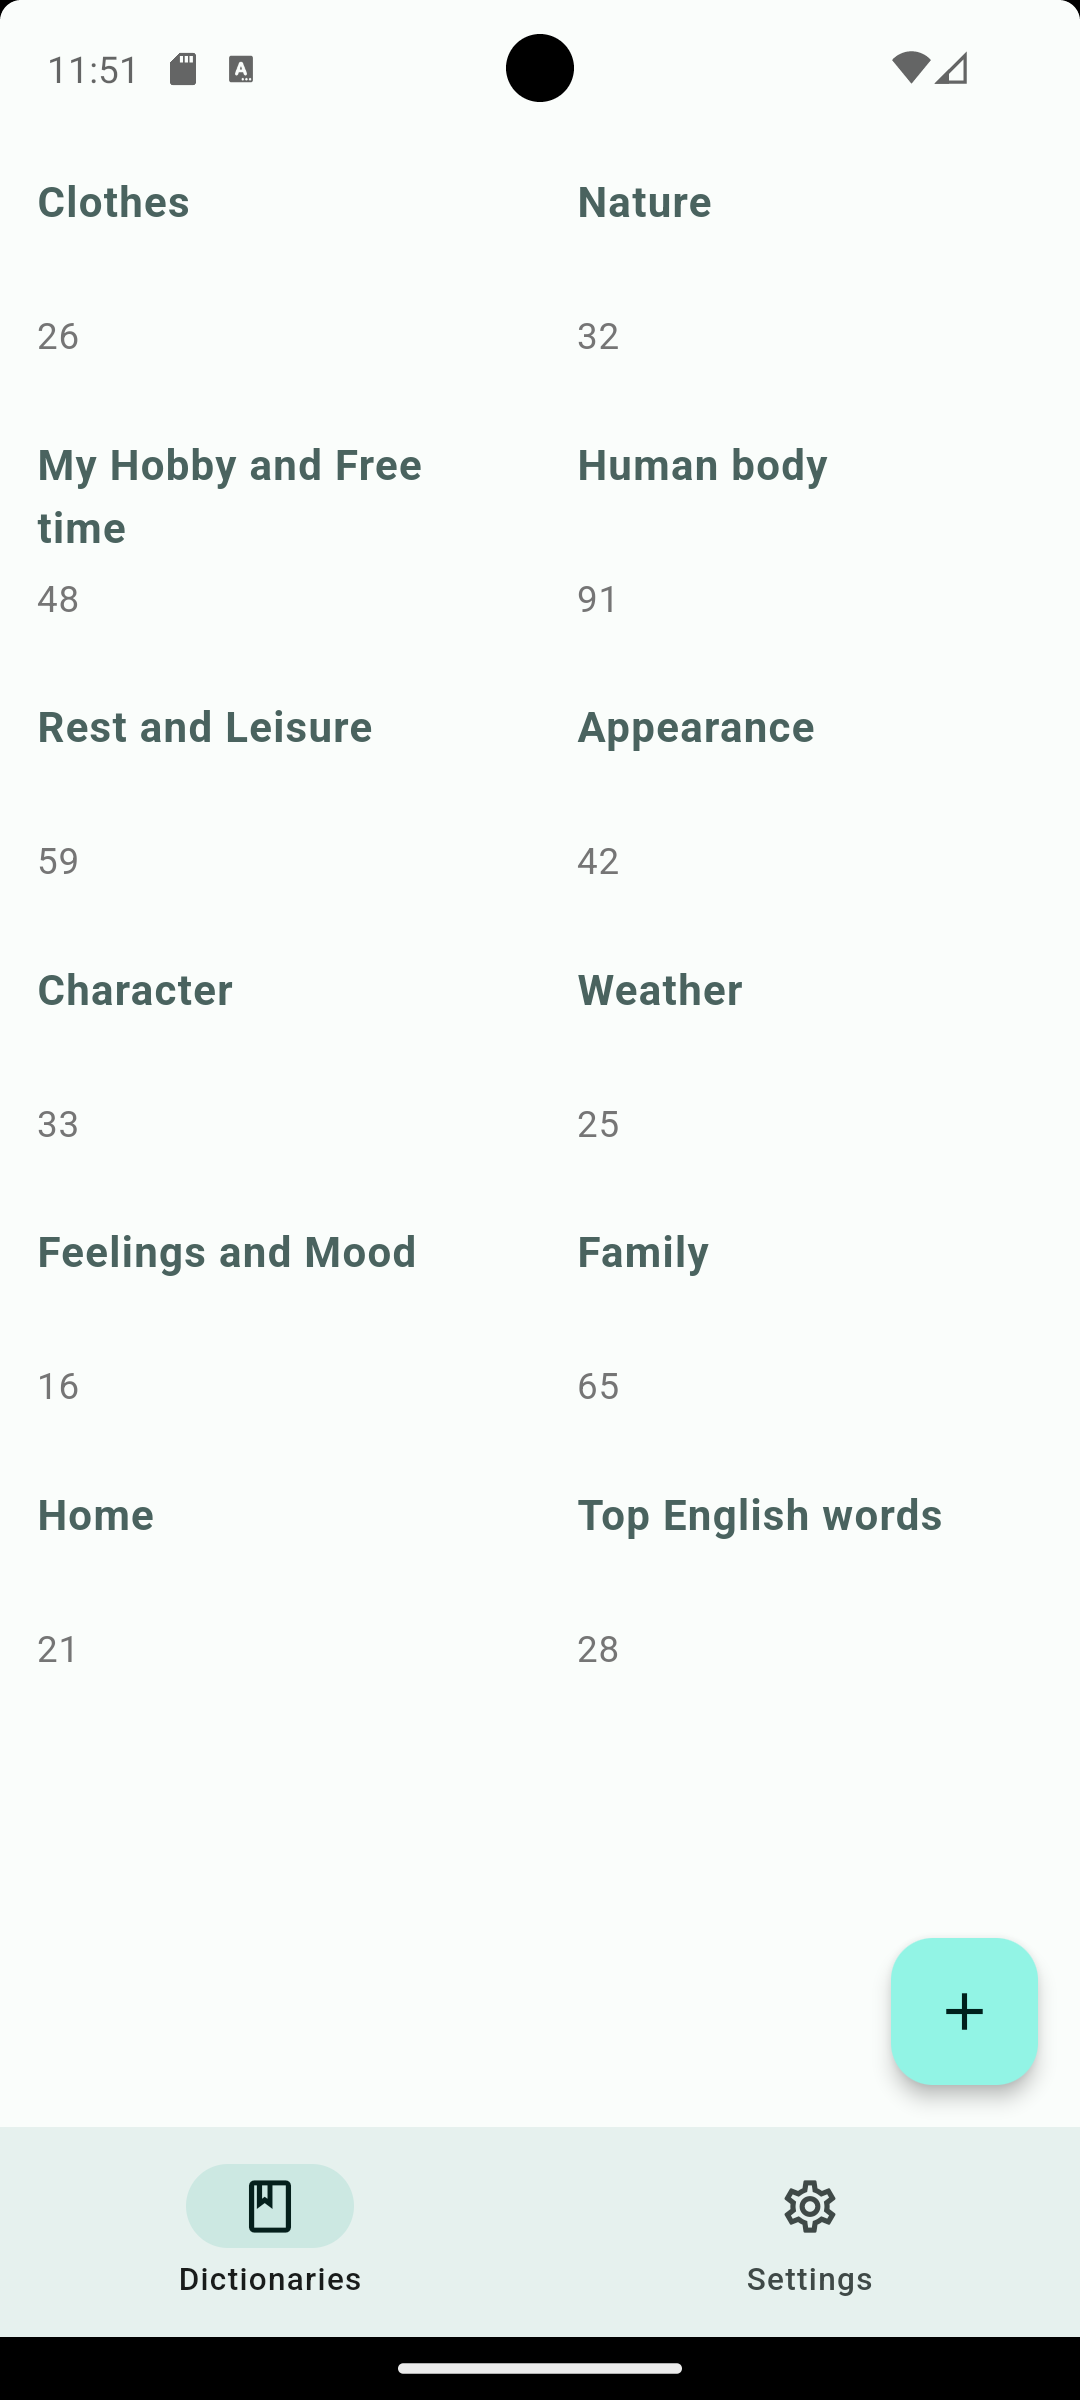 11:51
Clothes
Nature
26
32
My Hobby and Free
time
Human body
48
91
Rest and Leisure
Appearance
59
42
Character
Weather
33
25
Feelings and Mood
Family
16
65
Home
Top English words
21
28
Dictionaries
Settings